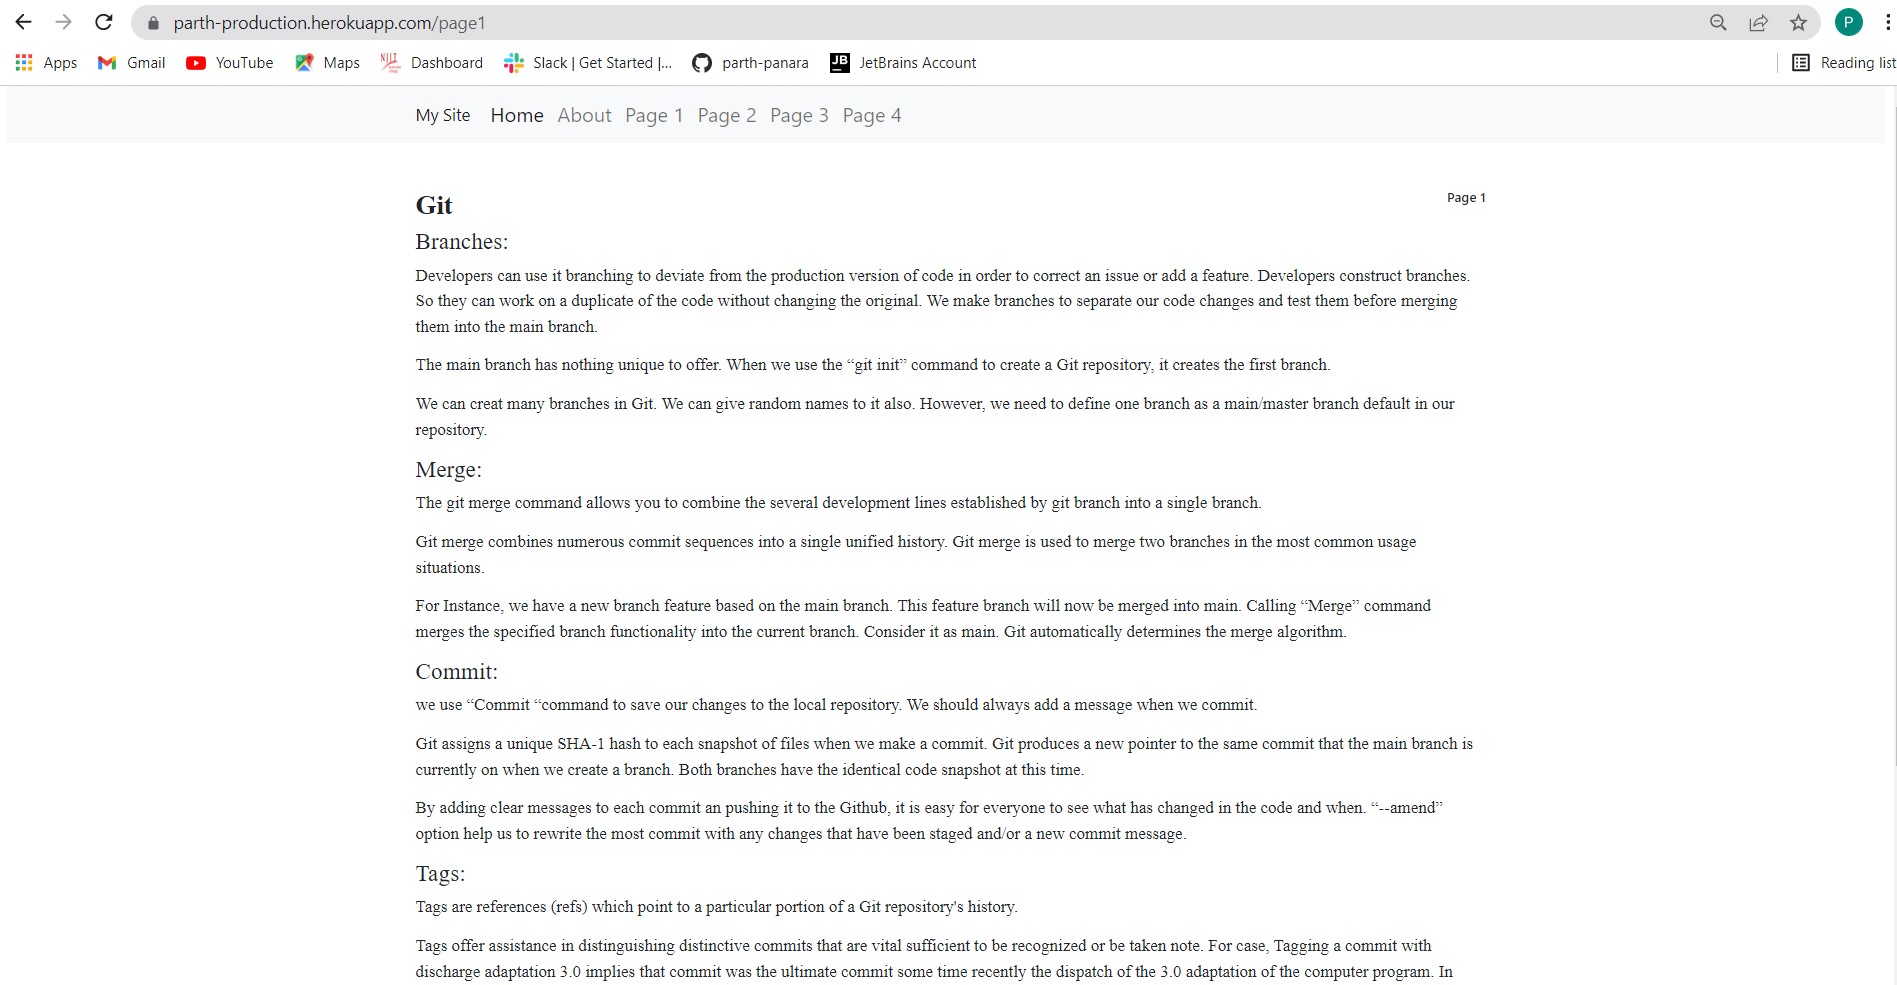 parth-production.herokuapp.com/page1
P
Apps Gmail YouTube Maps NJIT Dashboard Slack | Get Started |... parth-panara JB JetBrains Account Reading list
My Site Home About Page 1 Page 2 Page 3 Page 4
Git Page 1
Branches:
Developers can use it branching to deviate from the production version of code in order to correct an issue or add a feature. Developers construct branches.
So they can work on a duplicate of the code without changing the original. We make branches to separate our code changes and test them before merging
them into the main branch.
The main branch has nothing unique to offer. When we use the “git init” command to create a Git repository, it creates the first branch.
We can creat many branches in Git. We can give random names to it also. However, we need to define one branch as a main/master branch default in our
repository.
Merge:
The git merge command allows you to combine the several development lines established by git branch into a single branch.
Git merge combines numerous commit sequences into a single unified history. Git merge is used to merge two branches in the most common usage
situations.
For Instance, we have a new branch feature based on the main branch. This feature branch will now be merged into main. Calling “Merge” command
merges the specified branch functionality into the current branch. Consider it as main. Git automatically determines the merge algorithm.
Commit:
we use “Commit “command to save our changes to the local repository. We should always add a message when we commit.
Git assigns a unique SHA-1 hash to each snapshot of files when we make a commit. Git produces a new pointer to the same commit that the main branch is
currently on when we create a branch. Both branches have the identical code snapshot at this time.
By adding clear messages to each commit an pushing it to the Github, it is easy for everyone to see what has changed in the code and when. “--amend”
option help us to rewrite the most commit with any changes that have been staged and/or a new commit message.
Tags:
Tags are references (refs) which point to a particular portion of a Git repository's history.
Tags offer assistance in distinguishing distinctive commits that are vital sufficient to be recognized or be taken note. For case, Tagging a commit with
discharge adaptation 3.0 implies that commit was the ultimate commit some time recently the dispatch of the 3.0 adaptation of the computer program. In